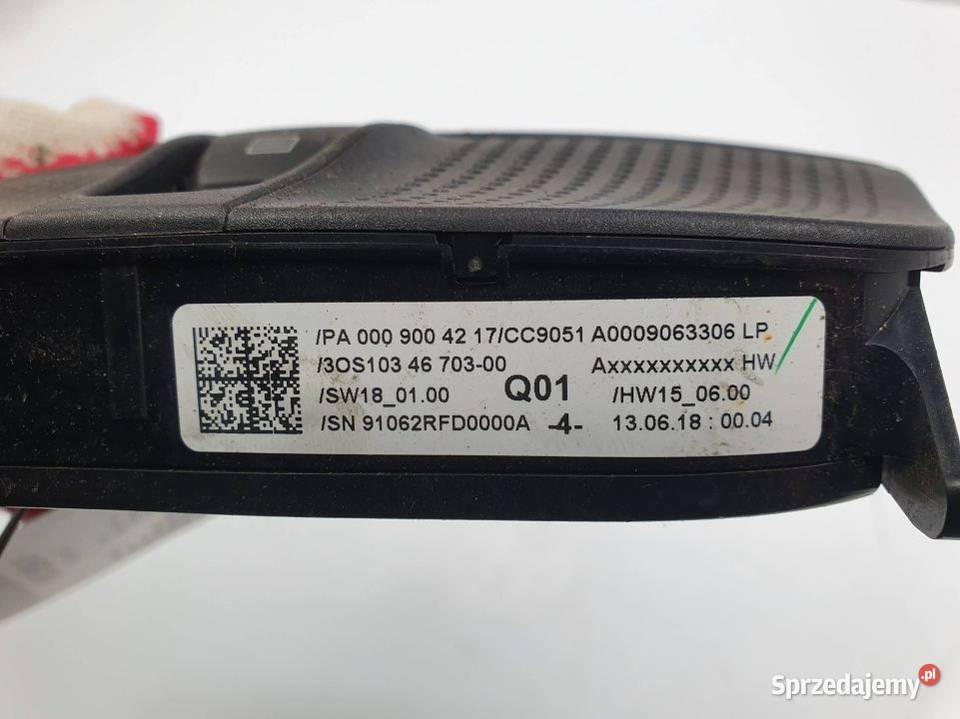 /PA 000 900 42 17/CC9051 A0009063306 LP
/3OS103 46 703-00 Axxxxxxxxxx HW
/SW18_01.00 Q01 /HW15_06.00
/SN 91062RFD0000A -4- 13.06.18 : 00.04
Sprzedajemy.pl